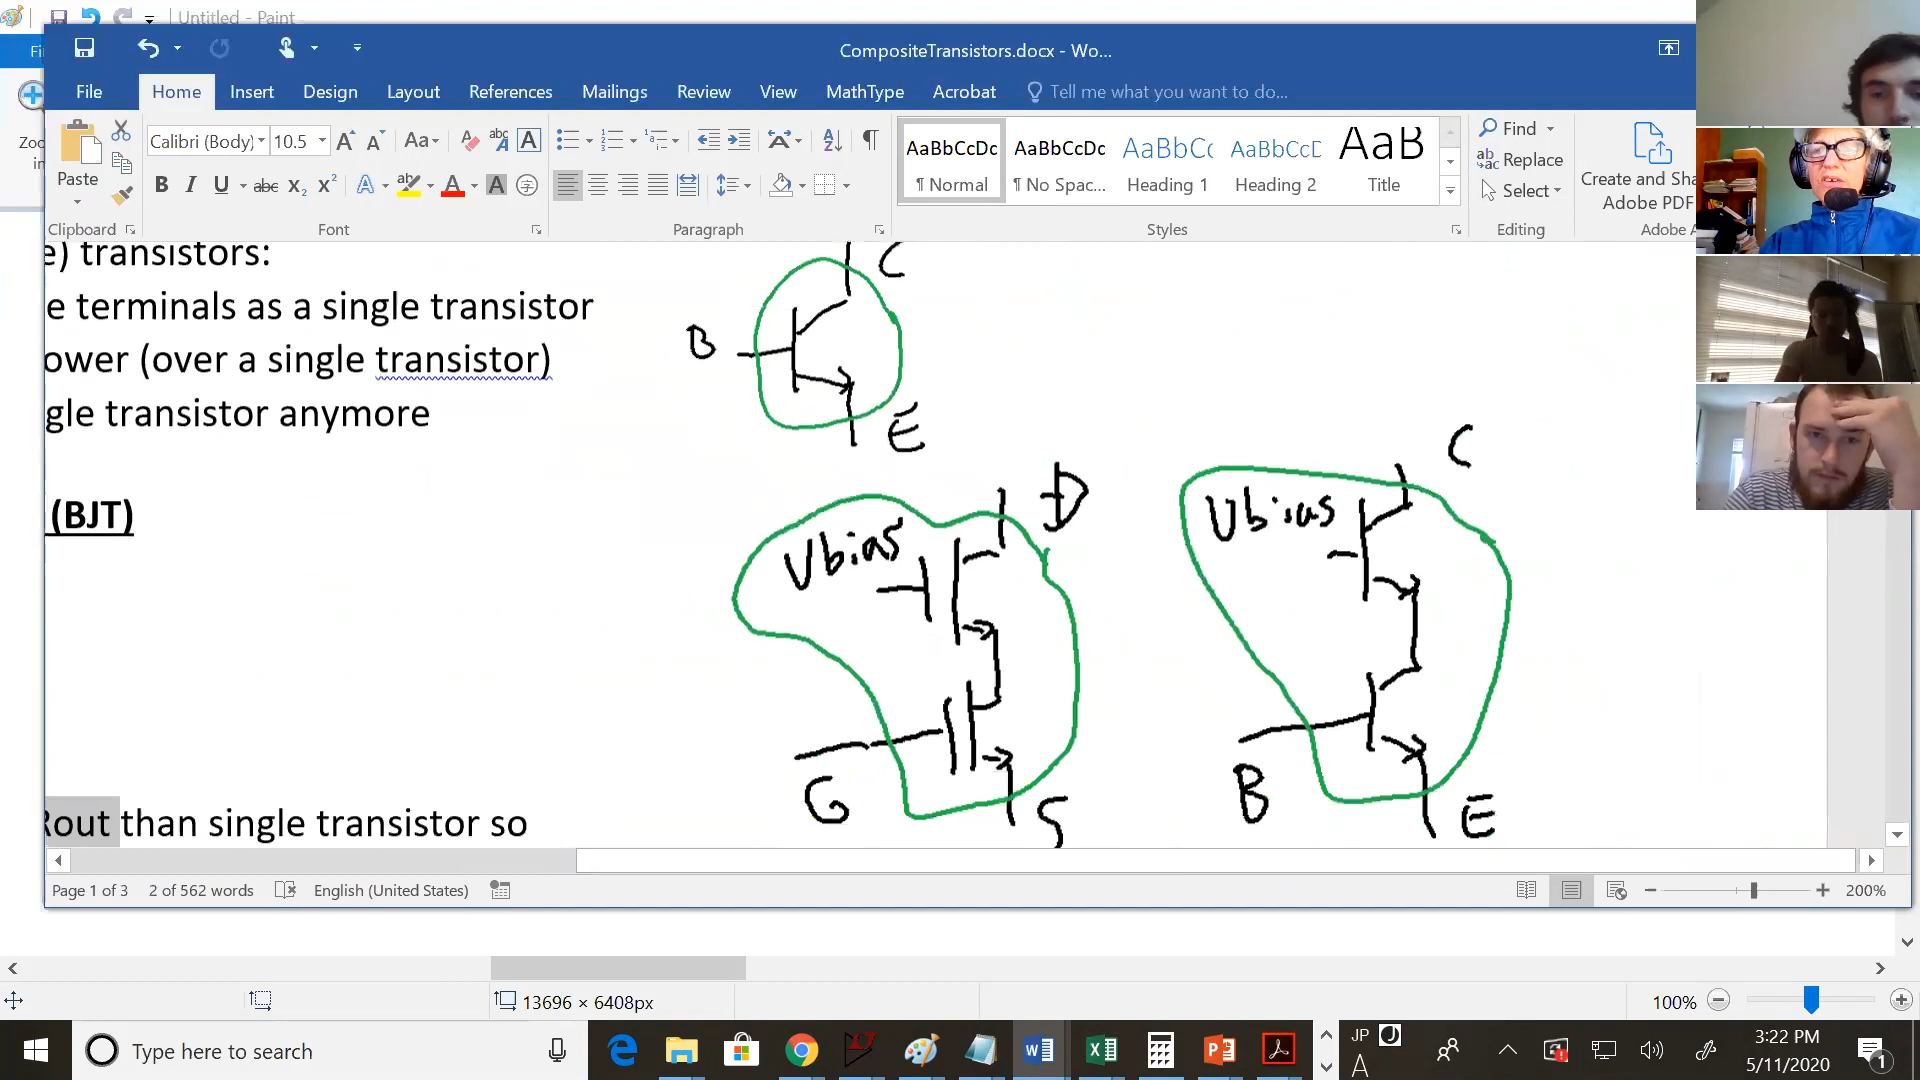 Untitled - Paint
CompositeTransistors.docx - Wo...
File Home Insert Design Layout References Mailings Review View MathType Acrobat Tell me what you want to do...
Calibri (Body) 10.5
Paste
AaBbCcDc AaBbCcDc AaBbCc AaBbCcD AaB
¶ Normal ¶ No Spac... Heading 1 Heading 2 Title
Find
Replace
Select
Create and Sha
Adobe PDF
Clipboard Font Paragraph Styles Editing Adobe A
e) transistors:
e terminals as a single transistor
ower (over a single transistor)
gle transistor anymore
(BJT)
Rout than single transistor so
C
B
E
D
Vbias
G
S
C
Vbias
B
E
Page 1 of 3 2 of 562 words English (United States) 200%
13696 × 6408px 100%
Type here to search
JP
A
3:22 PM
5/11/2020
1